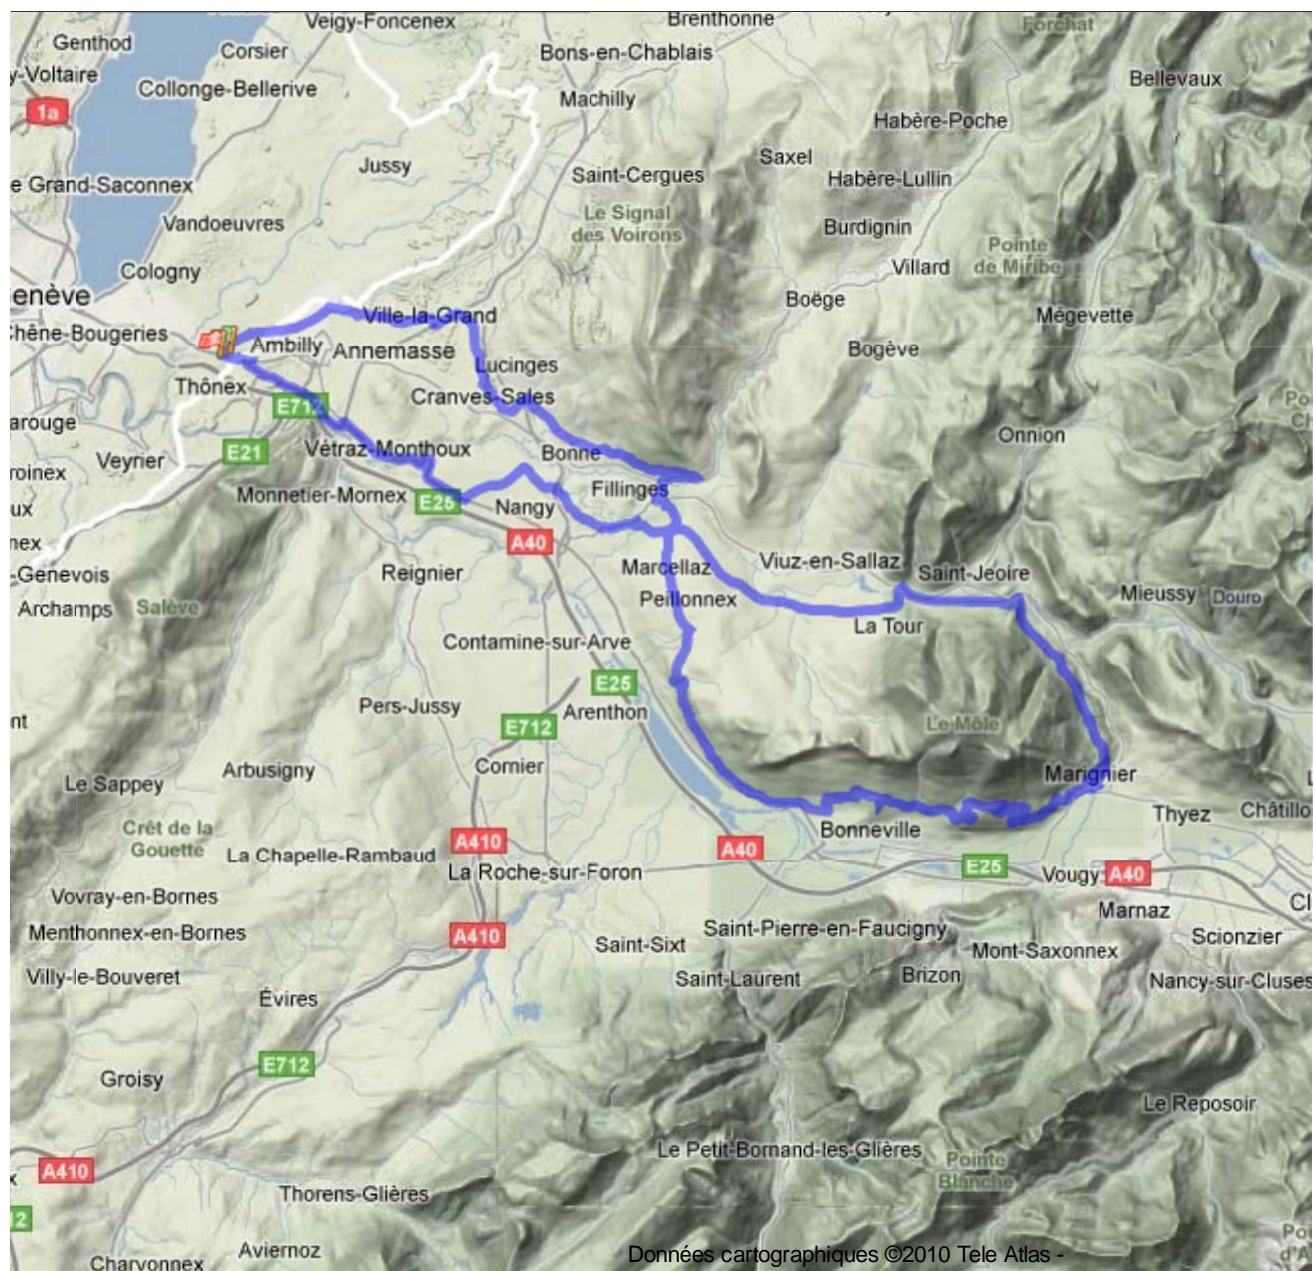 Veigy-Foncenex
Brenthonne
Forchat
Genthod
Corsier
Bons-en-Chablais
y-Voltaire
Collonge-Bellerive
Bellevaux
1a
Machilly
Habère-Poche
Jussy
Saxel
Saint-Cergues
Habère-Lullin
e Grand-Saconnex
Le Signal
des Voirons
Vandoeuvres
Burdignin
Pointe
de Miribe
Cologny
Villard
enève
Boëge
Ville-la-Grand
Mégevette
hêne-Bougeries
Ambilly
Annemasse
Bogève
Lucinges
Thônex
Cranves-Sales
E712
arouge
Onnion
Vétraz-Monthoux
E21
Bonne
Veyrier
roinex
Fillinges
Monnetier-Mornex
E25
Nangy
ux
A40
nex
Viuz-en-Sallaz
Marcellaz
Saint-Jeoire
-Genevois
Reignier
Peillonnex
Mieussy
Douro
Archamps
Salève
La Tour
Contamine-sur-Arve
E25
Pers-Jussy
Arenthon
nt
E712
Le Môle
Cornier
Arbusigny
Marignier
Le Sappey
Thyez
Châtillo
Crêt de la
Gouette
A410
Bonneville
La Chapelle-Rambaud
A40
La Roche-sur-Foron
E25
Vougy
A40
Vovray-en-Bornes
Cl
Marnaz
Menthonnex-en-Bornes
A410
Saint-Pierre-en-Faucigny
Scionzier
Saint-Sixt
Mont-Saxonnex
Villy-le-Bouveret
Saint-Laurent
Brizon
Nancy-sur-Cluses
Évires
E712
Groisy
Le Reposoir
Le Petit-Bornand-les-Glières
Pointe
Blanche
A410
Thorens-Glières
12
Aviernoz
Charvonnex
Données cartographiques ©2010 Tele Atlas -